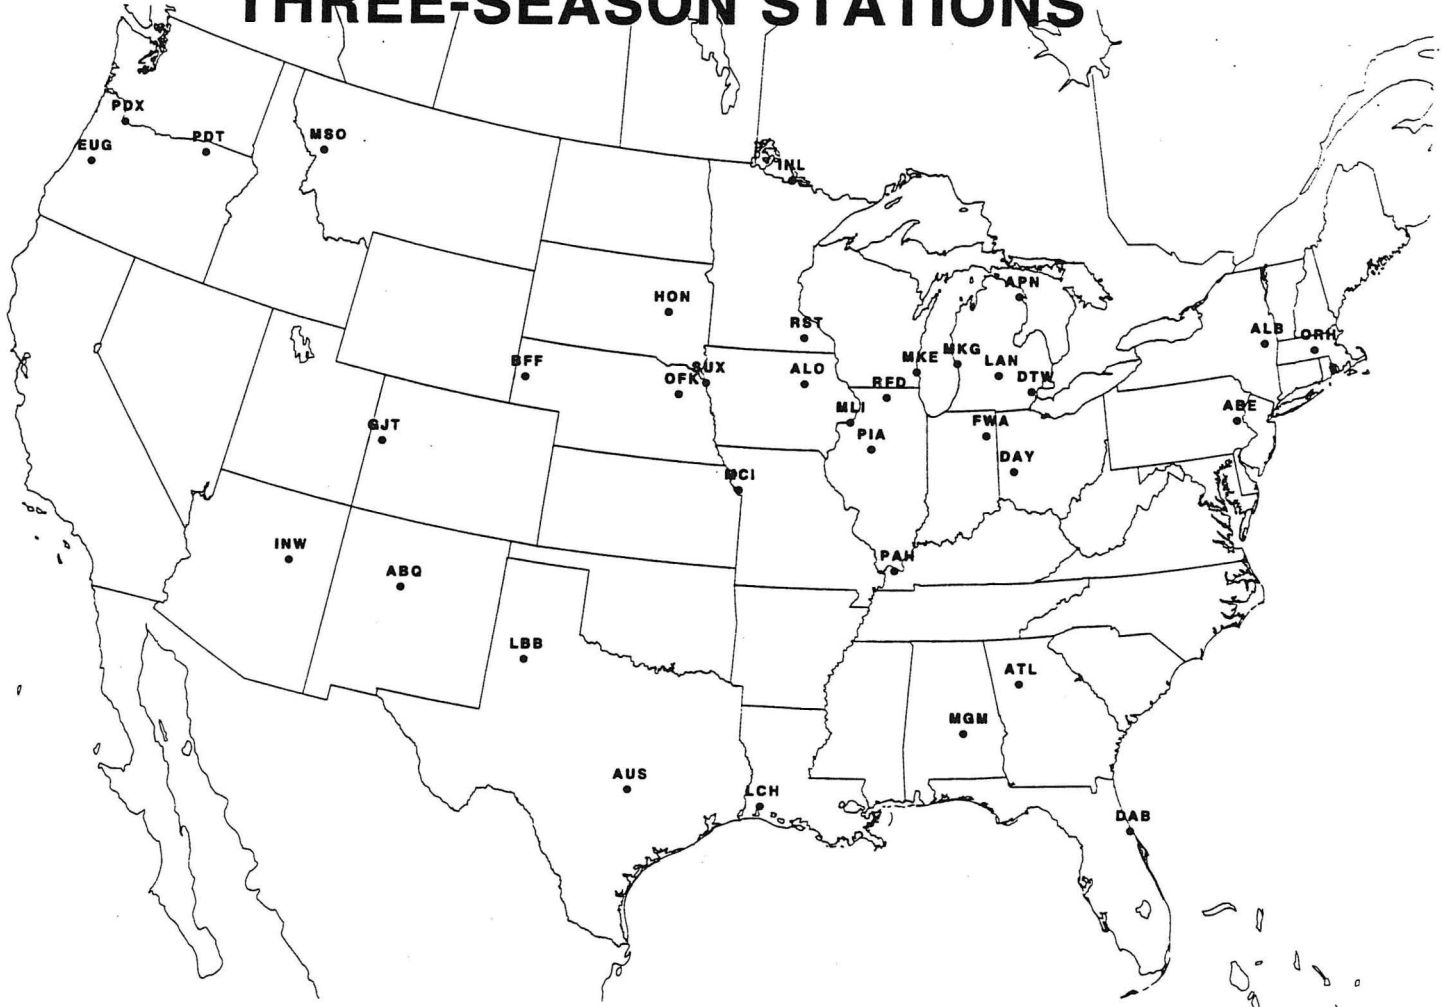 THREE-SEASON STATIONS
PDX
MSO
PDT
EUG
INL
APN
HON
RST
ALB
ORH
MKG
MKE
BFF
SUX
ALO
LAN
OFK
RFD
DTW
MLI
ABE
GJT
FWA
PIA
DAY
MCI
INW
PAH
ABQ
LBB
ATL
MGM
AUS
LCH
DAB